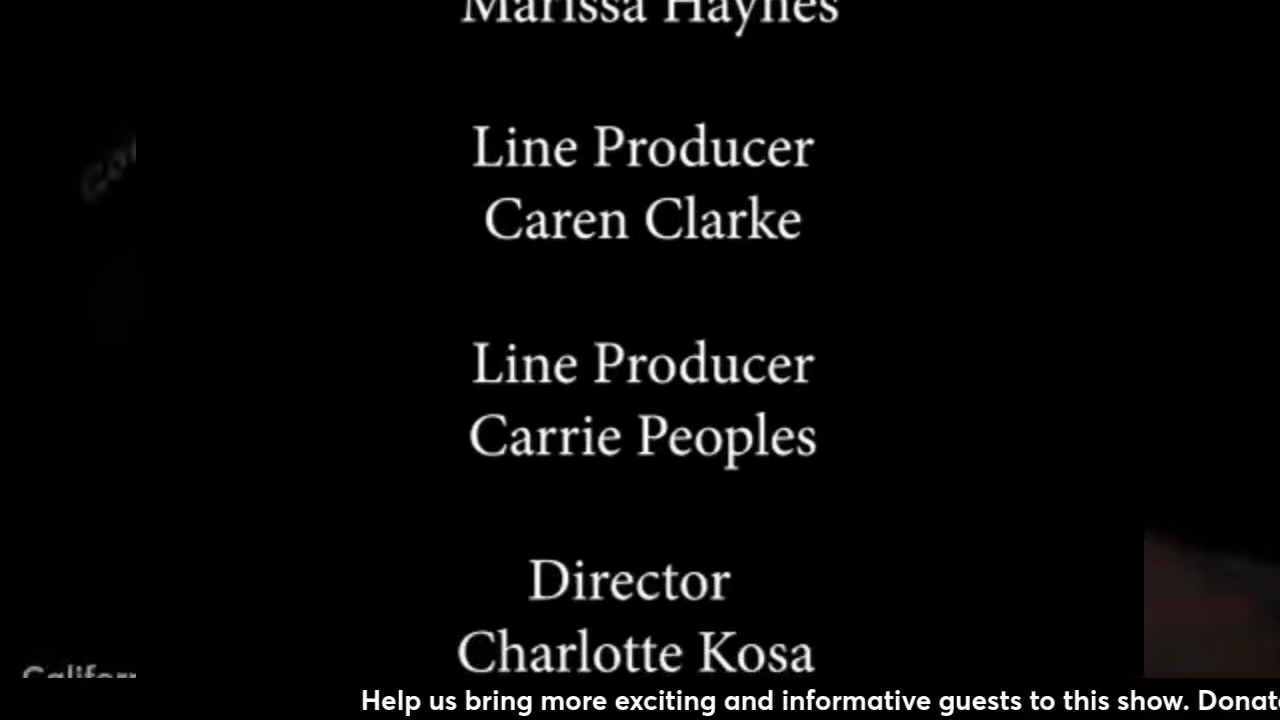 Marissa Haynes
Line Producer
Caren Clarke
Line Producer
Carrie Peoples
Director
Charlotte Kosa
Help us bring more exciting and informative guests to this show. Donat